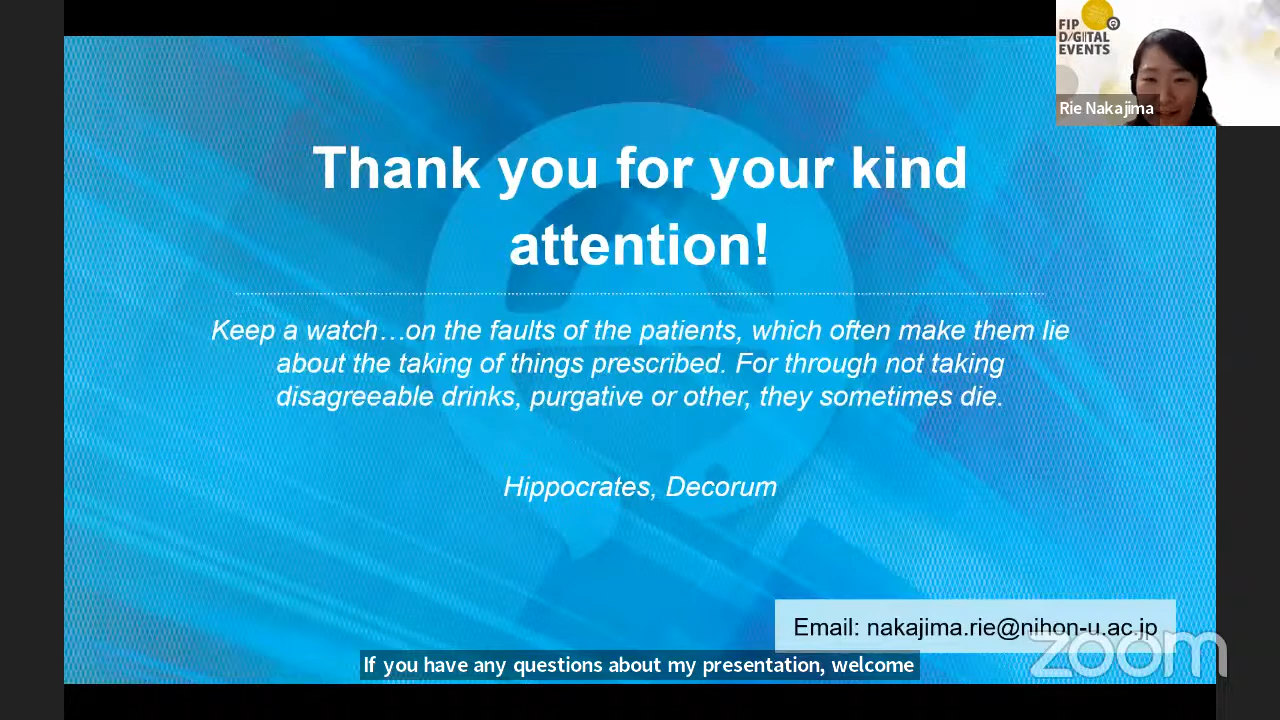 FIP
DIGITAL
EVENTS
Rie Nakajima
Thank you for your kind
attention!
Keep a watch…on the faults of the patients, which often make them lie
about the taking of things prescribed. For through not taking
disagreeable drinks, purgative or other, they sometimes die.
Hippocrates, Decorum
Email: nakajima.rie@nihon-u.ac.jp
If you have any questions about my presentation, welcome
zoom